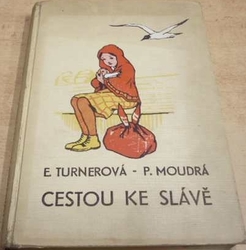 E. TURNEROVÁ - P. MOUDRÁ
CESTOU KE SLÁVĚ